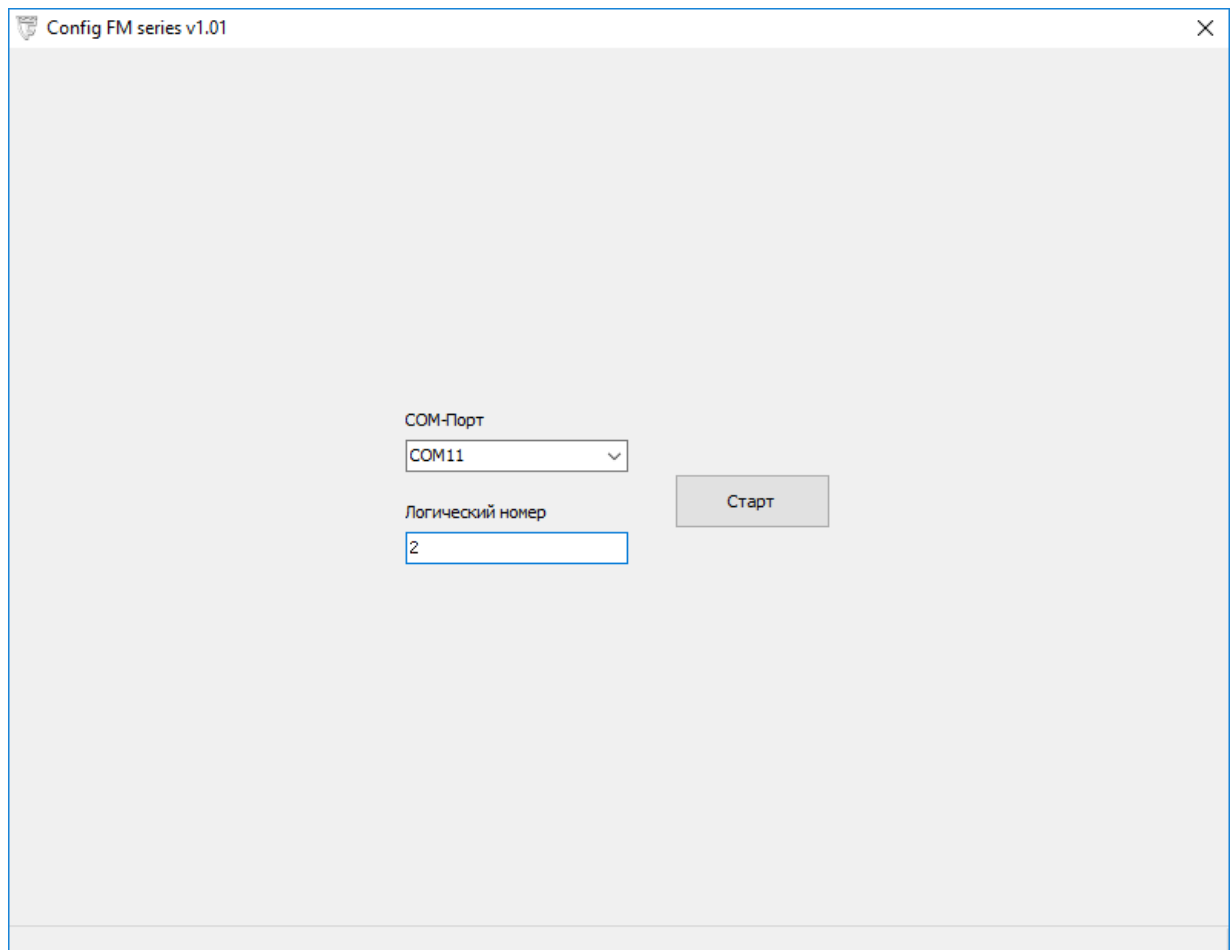 Config FM series v1.01
COM-Порт
COM11
Логический номер
2
Старт